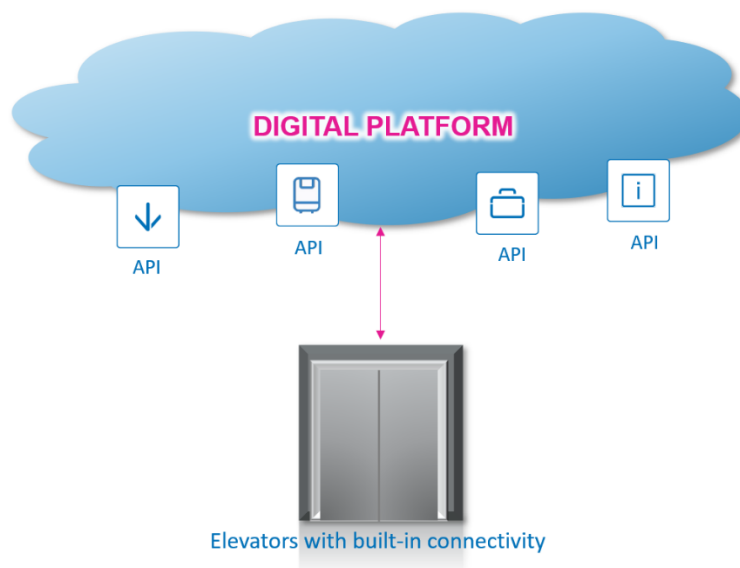 DIGITAL PLATFORM
i
API
API
API
API
Elevators with built-in connectivity